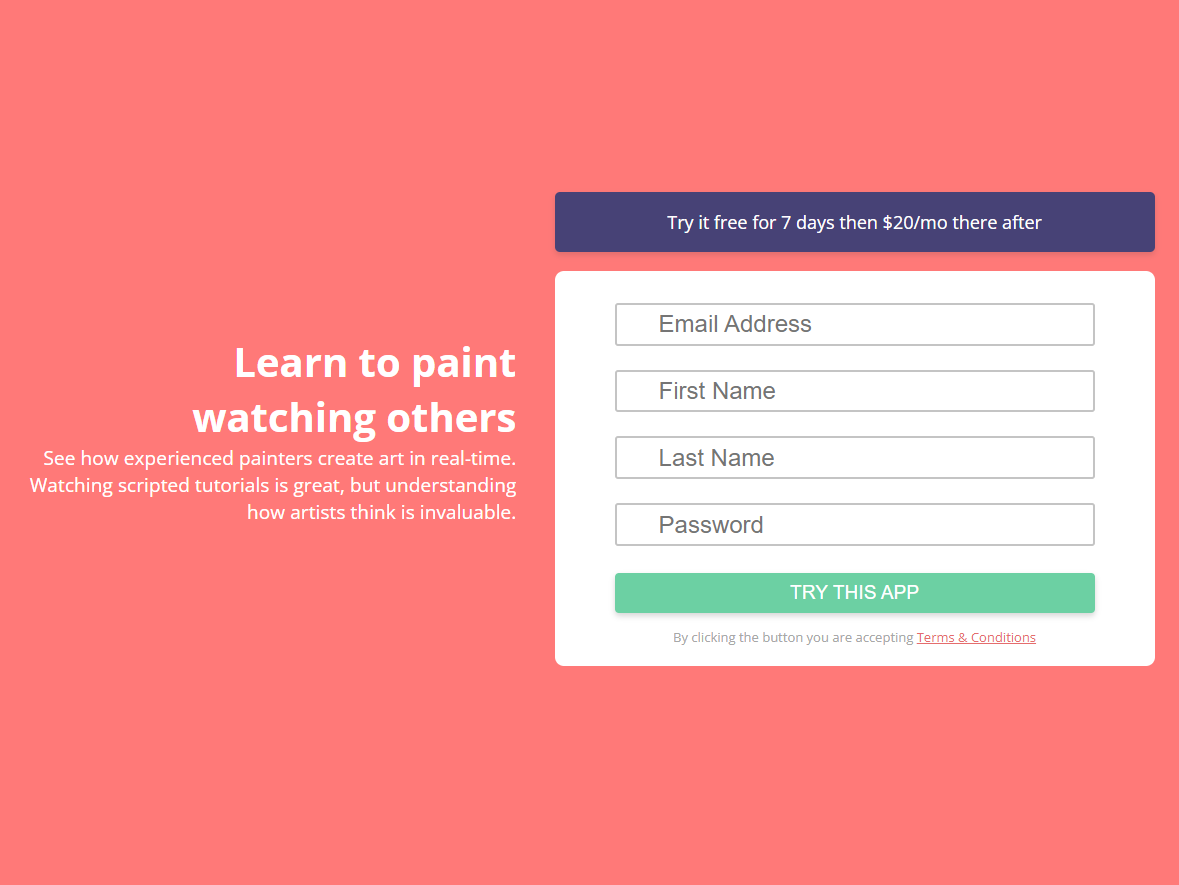 Learn to paint
watching others
See how experienced painters create art in real-time.
Watching scripted tutorials is great, but understanding
how artists think is invaluable.
Try it free for 7 days then $20/mo there after
Email Address
First Name
Last Name
Password
TRY THIS APP
By clicking the button you are accepting Terms & Conditions